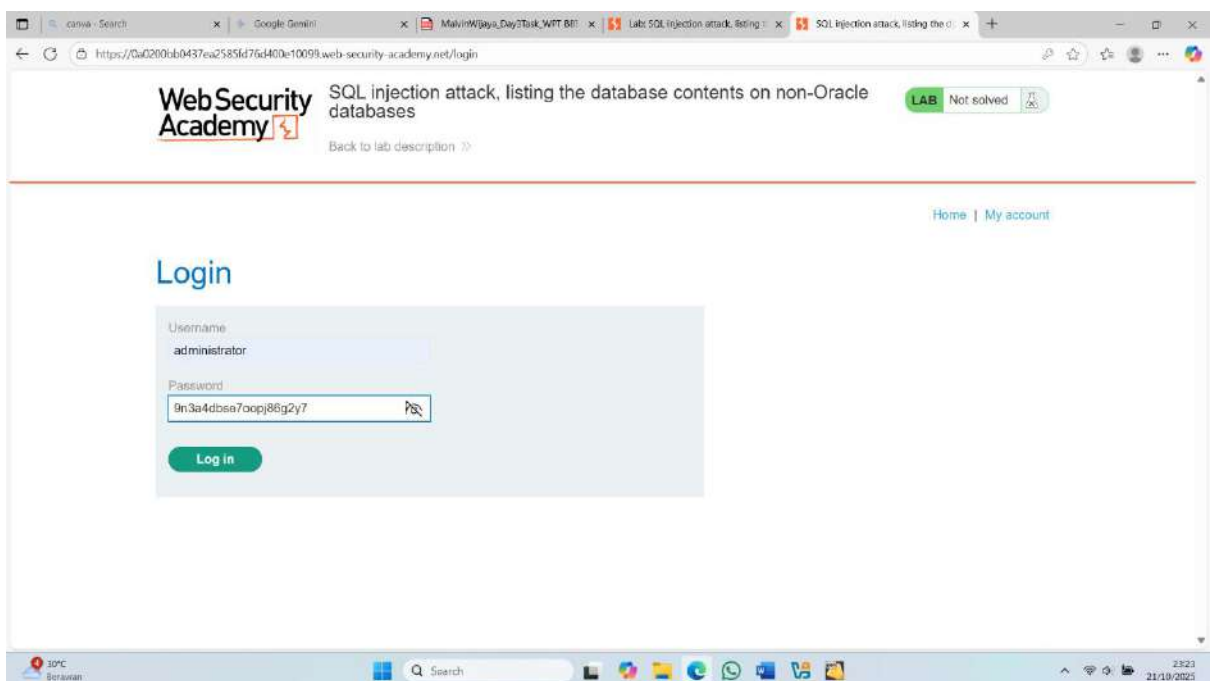 canva - Search
Google Gemini
MalvinWijaya_Day3Task_WPT BB
Lab: SQL injection attack, listing
SQL injection attack, listing the d
https://0a0200bb0437ea2585fd76d400e10099.web-security-academy.net/login
WebSecurity
Academy
SQL injection attack, listing the database contents on non-Oracle
databases
Back to lab description
LAB Not solved
Home | My account
Login
Username
administrator
Password
Log in
30°C
Berawan
Search
23:23
21/10/2025